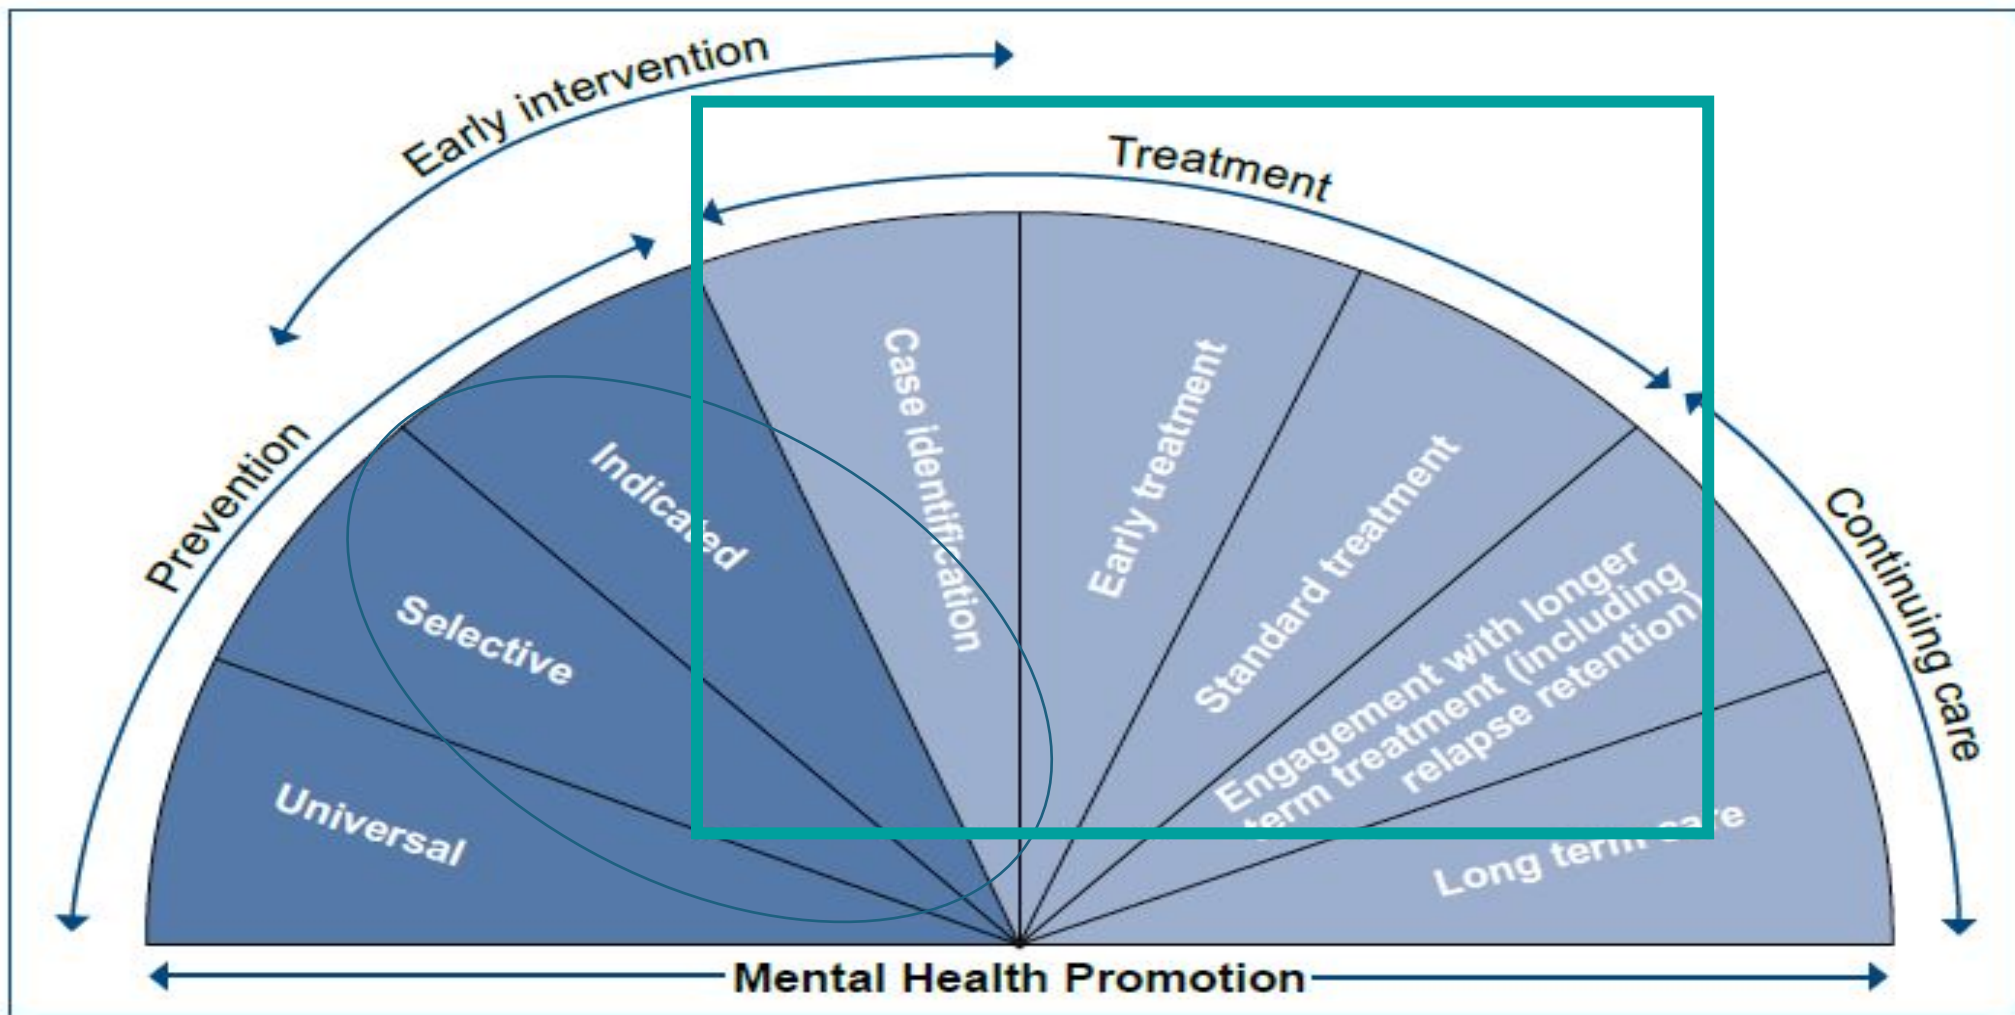 Early intervention
Treatment
Prevention
Continuing care
Universal
Selective
Indicated
Case identification
Early treatment
Standard treatment
Engagement with longer
term treatment (including
relapse retention)
Long term care
Mental Health Promotion